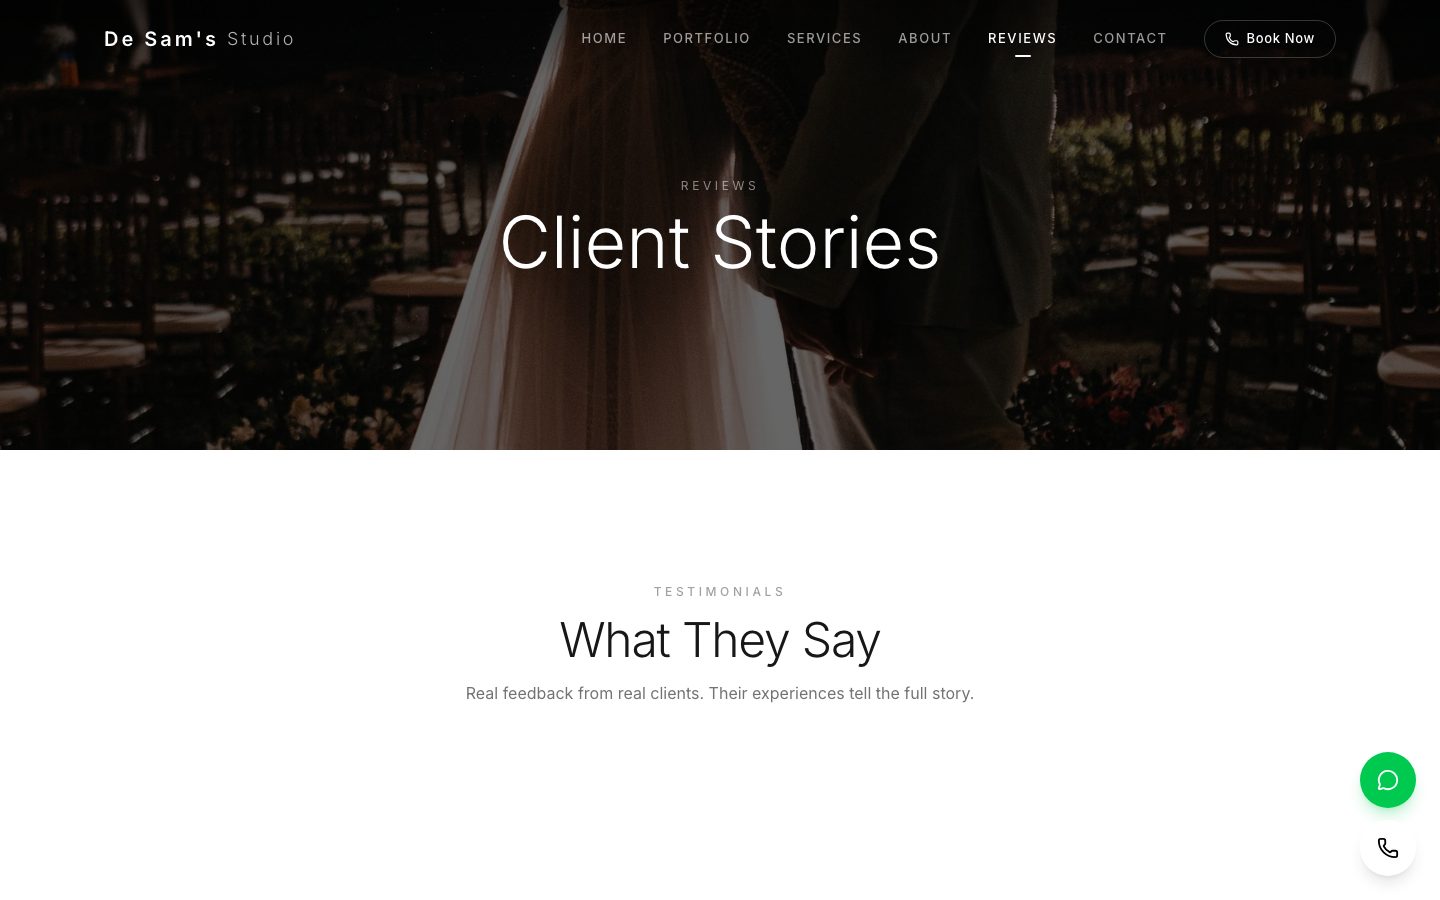 De Sam's Studio
HOME PORTFOLIO SERVICES ABOUT REVIEWS CONTACT Book Now
REVIEWS
Client Stories
TESTIMONIALS
What They Say
Real feedback from real clients. Their experiences tell the full story.